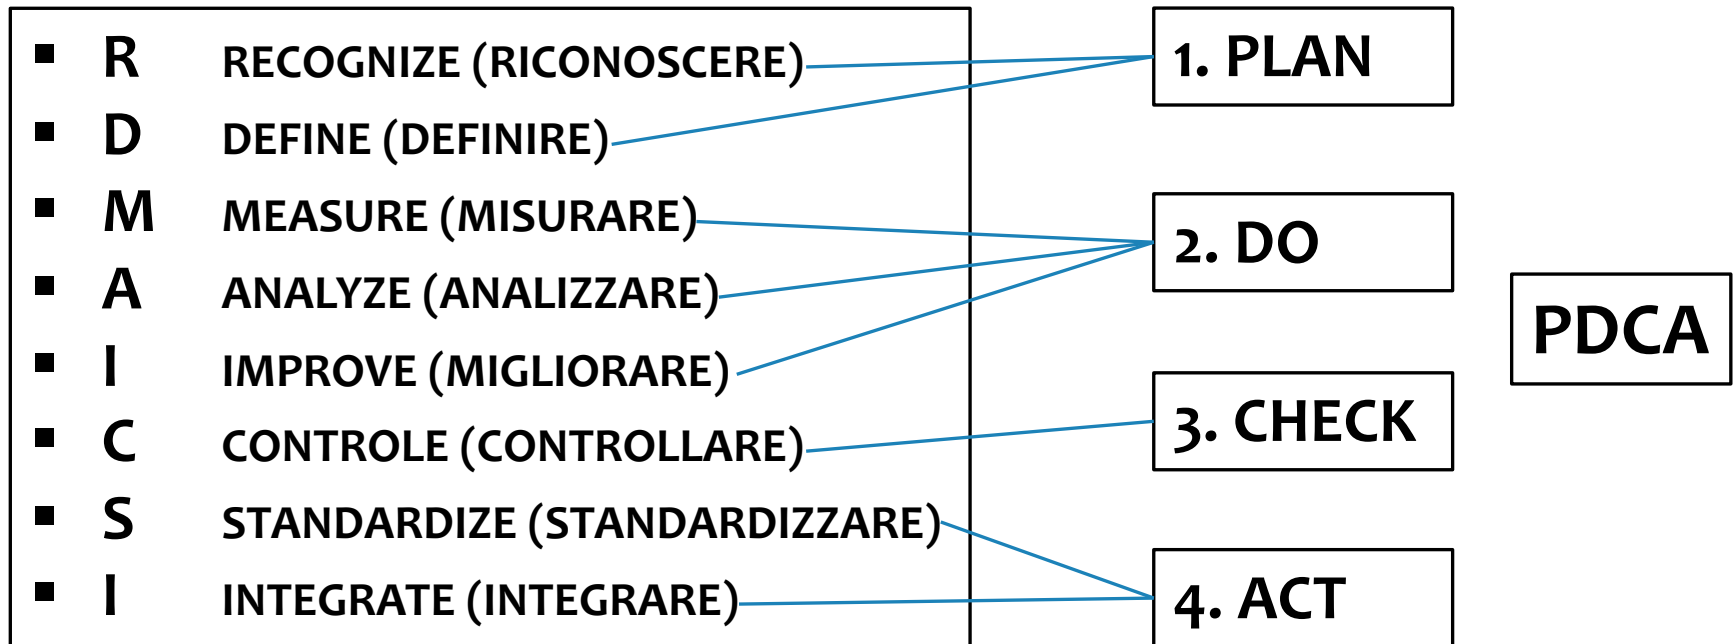 ▪ R RECOGNIZE (RICONOSCERE)
▪ D DEFINE (DEFINIRE)
▪ M MEASURE (MISURARE)
▪ A ANALYZE (ANALIZZARE)
▪ I IMPROVE (MIGLIORARE)
▪ C CONTROLE (CONTROLLARE)
▪ S STANDARDIZE (STANDARDIZZARE)
▪ I INTEGRATE (INTEGRARE)
1. PLAN
2. DO
3. CHECK
4. ACT
PDCA